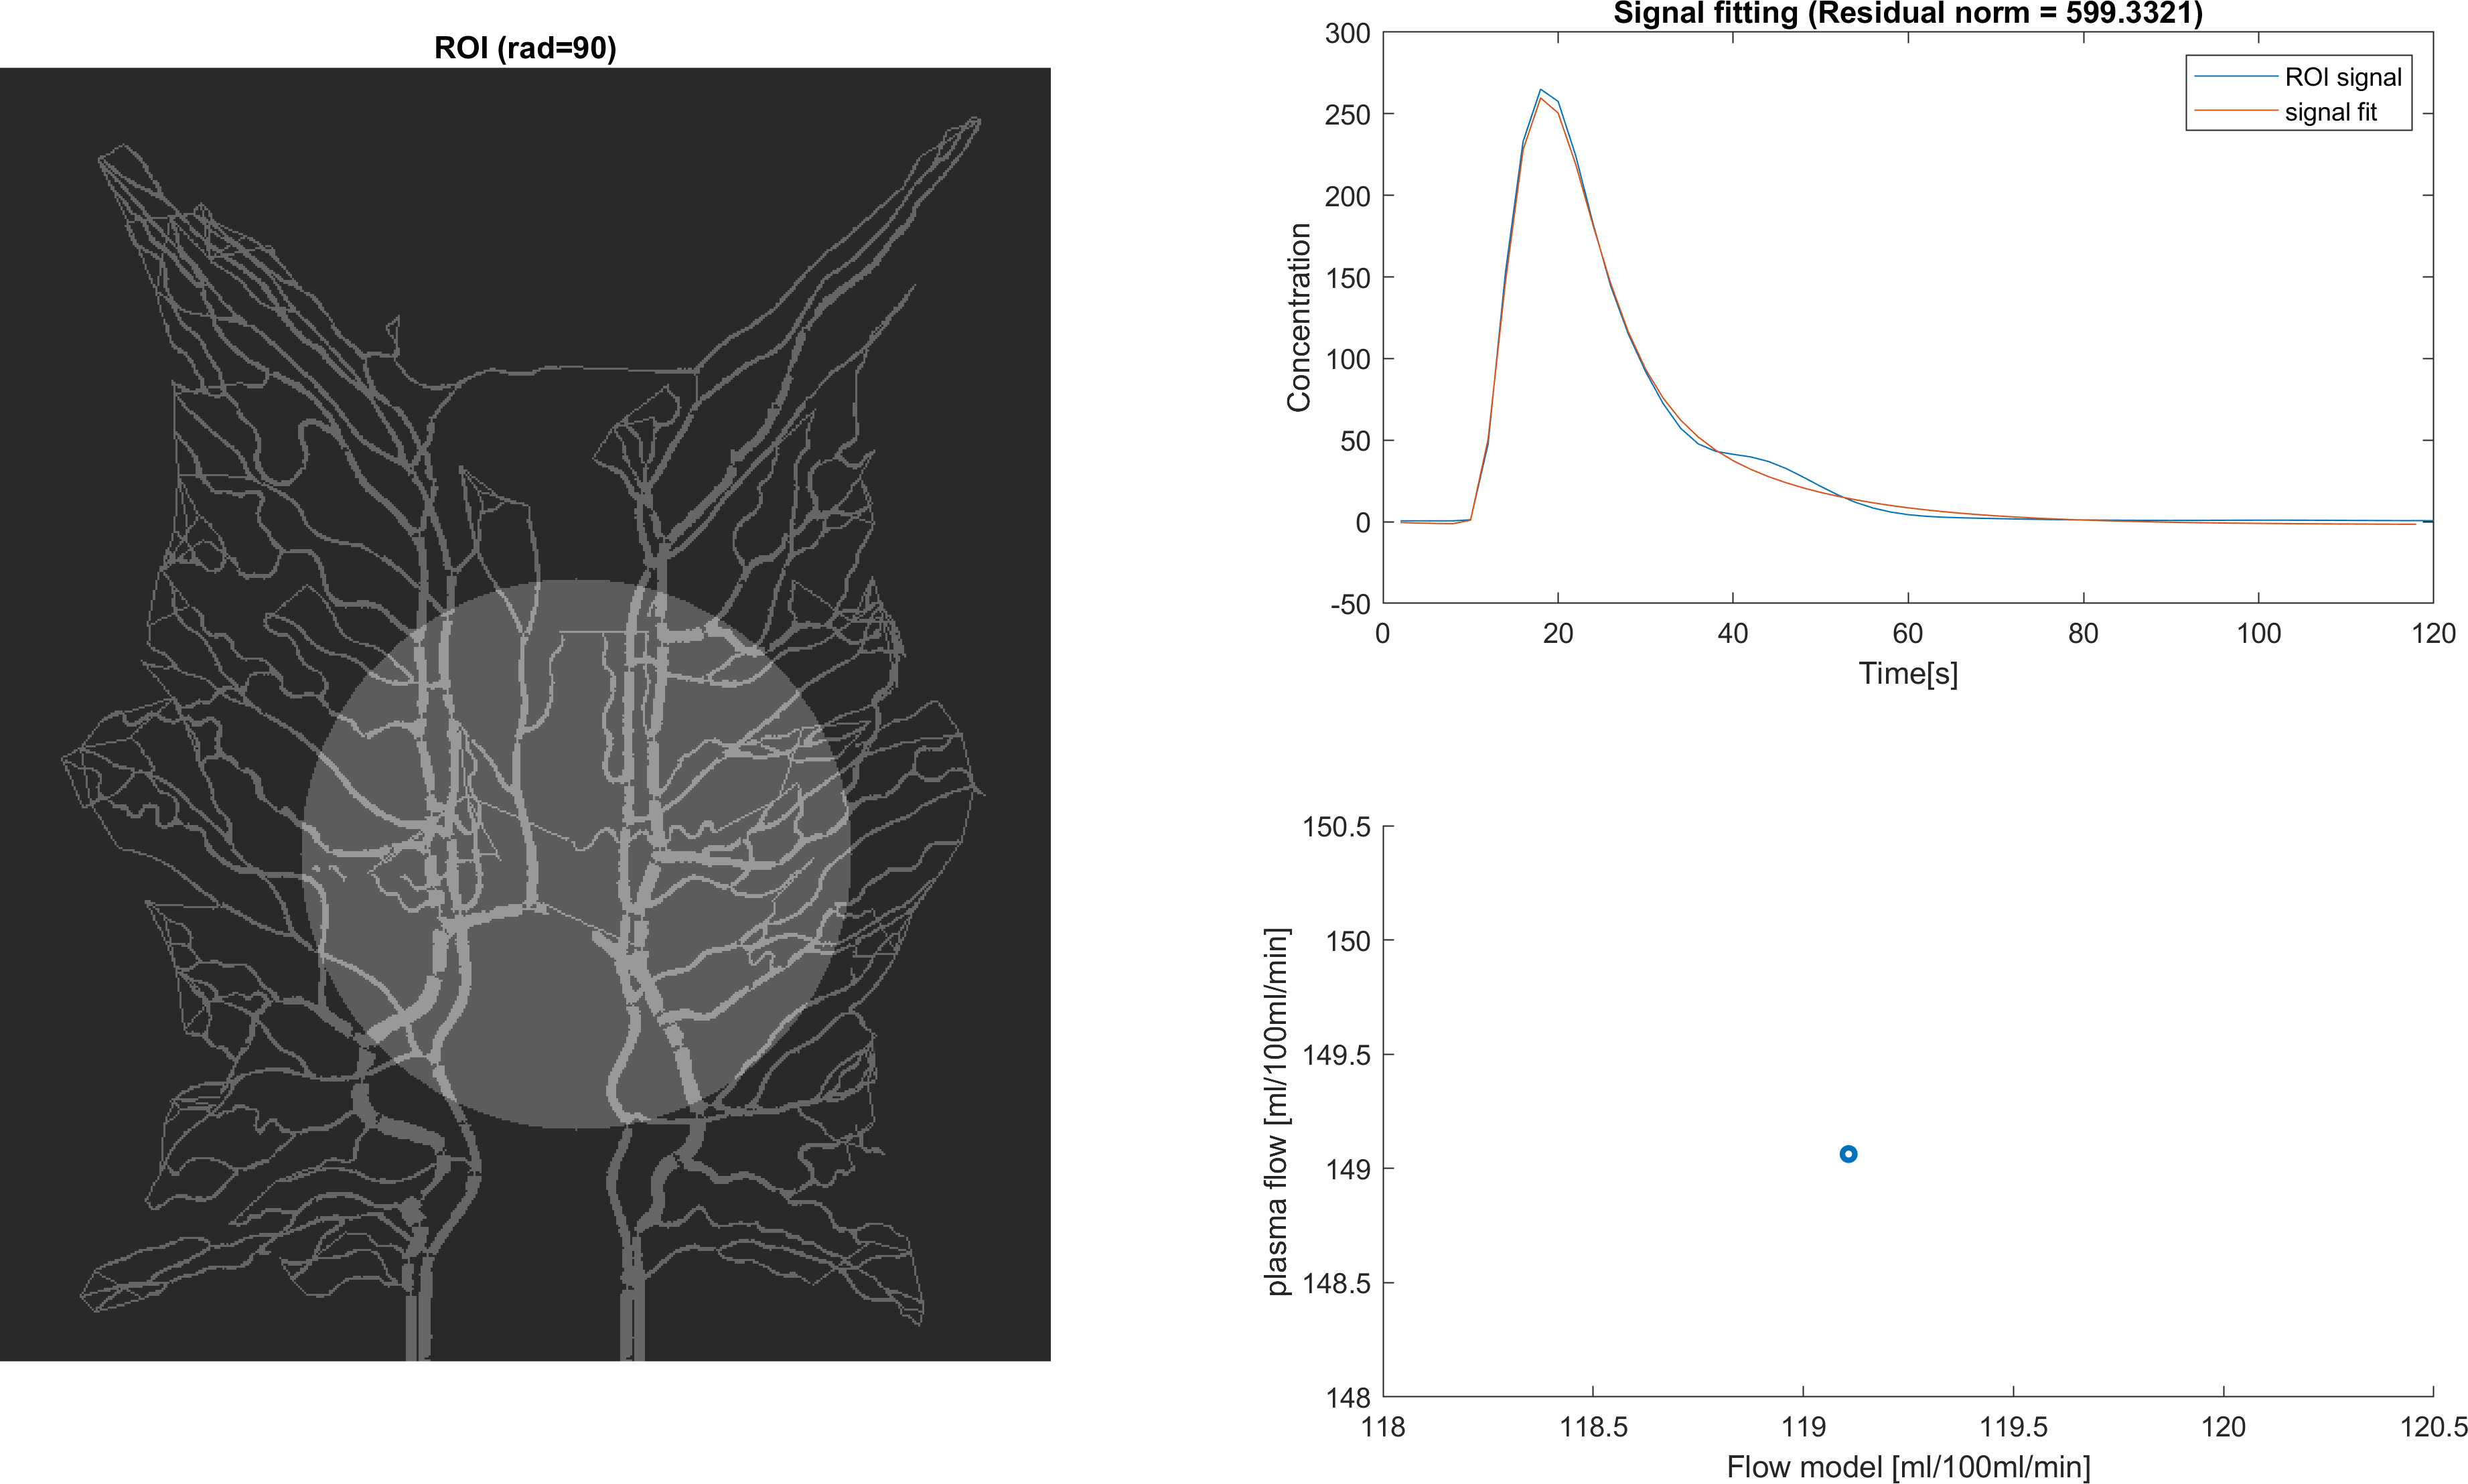 ROI (rad=90)
Signal fitting (Residual norm = 599.3321)
300
250
200
150
100
50
0
-50
Concentration
ROI signal
signal fit
0 20 40 60 80 100 120
Time[s]
150.5
150
149.5
149
148.5
148
plasma flow [ml/100ml/min]
118 118.5 119 119.5 120 120.5
Flow model [ml/100ml/min]